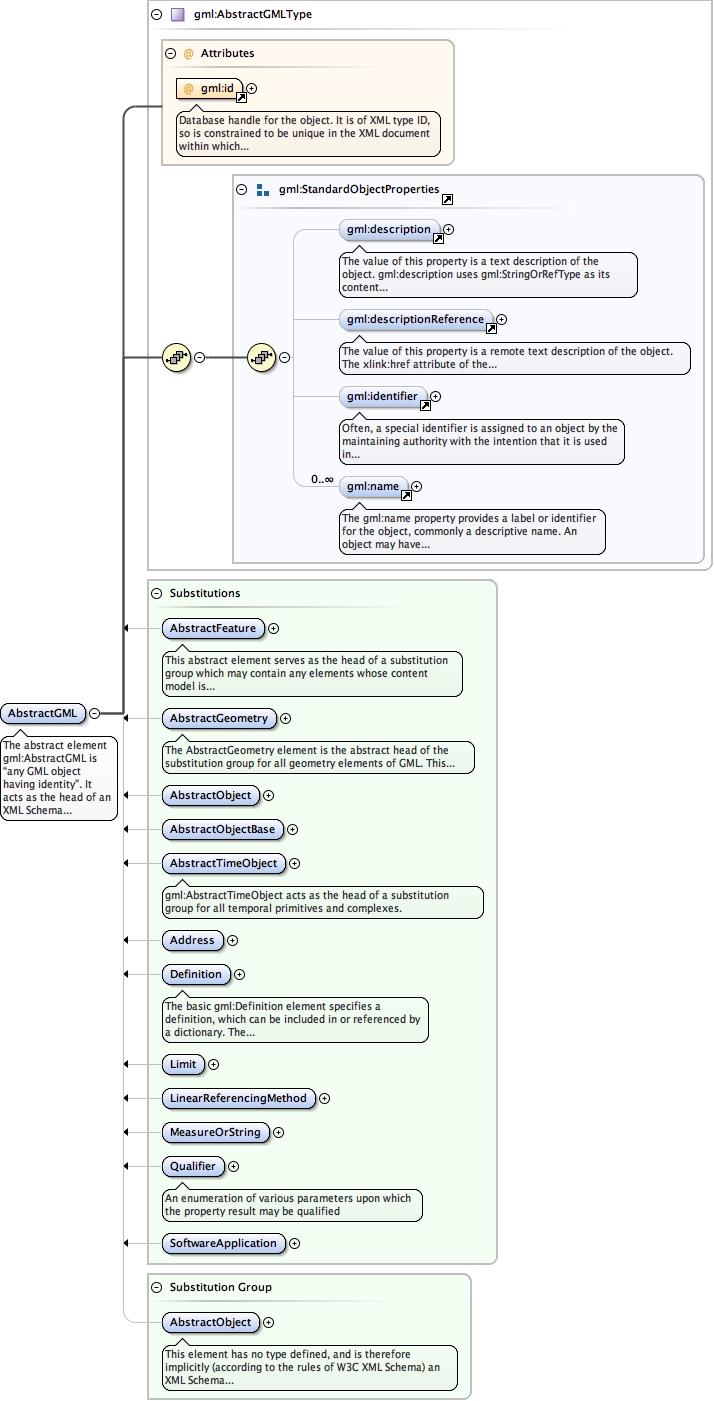 gml:AbstractGMLType
@ Attributes
@ gml:id
Database handle for the object. It is of XML type ID,
so is constrained to be unique in the XML document
within which...
gml:StandardObjectProperties
gml:description
The value of this property is a text description of the
object. gml:description uses gml:StringOrRefType as its
content...
gml:descriptionReference
The value of this property is a remote text description of the object.
The xlink:href attribute of the...
gml:identifier
Often, a special identifier is assigned to an object by the
maintaining authority with the intention that it is used
in...
0..∞
gml:name
The gml:name property provides a label or identifier
for the object, commonly a descriptive name. An
object may have...
Substitutions
AbstractFeature
This abstract element serves as the head of a substitution
group which may contain any elements whose content
model is...
AbstractGML
The abstract element
gml:AbstractGML is
"any GML object
having identity". It
acts as the head of an
XML Schema...
AbstractGeometry
The AbstractGeometry element is the abstract head of the
substitution group for all geometry elements of GML. This...
AbstractObject
AbstractObjectBase
AbstractTimeObject
gml:AbstractTimeObject acts as the head of a substitution
group for all temporal primitives and complexes.
Address
Definition
The basic gml:Definition element specifies a
definition, which can be included in or referenced by
a dictionary. The...
Limit
LinearReferencingMethod
MeasureOrString
Qualifier
An enumeration of various parameters upon which
the property result may be qualified
SoftwareApplication
Substitution Group
AbstractObject
This element has no type defined, and is therefore
implicitly (according to the rules of W3C XML Schema) an
XML Schema...